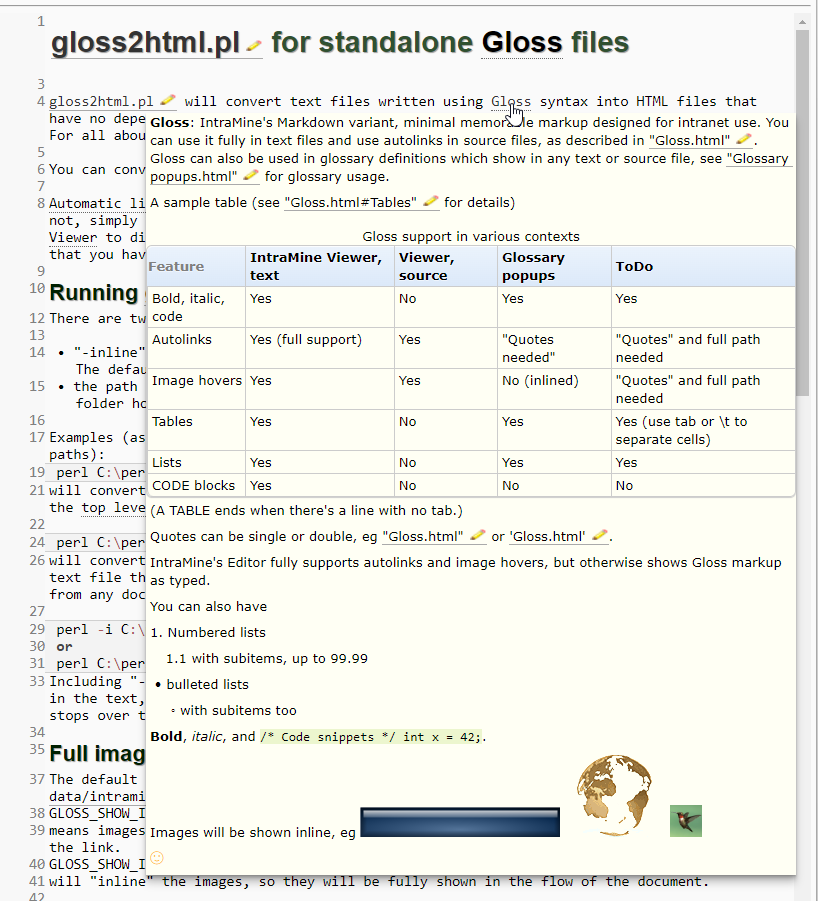 1
gloss2html.pl for standalone Gloss files
3
4 gloss2html.pl will convert text files written using Gloss syntax into HTML files that
have no depe
For all abou
5
6 You can conv
7
8 Automatic li
not, simply
Viewer to di
that you hav
9
10 Running
12 There are tw
13
14 • "-inline"
The defau
15 • the path
folder ho
16
17 Examples (as
paths):
19 perl C:\per
21 will convert
the top leve
22
24 perl C:\per
26 will convert
text file th
from any doc
27
29 perl -i C:\
30 or
31 perl C:\per
33 Including "-
in the text,
stops over t
34
35 Full imag
37 The default
data/intrami
38 GLOSS_SHOW_I
39 means images
the link.
40 GLOSS_SHOW_I
41 will "inline" the images, so they will be fully shown in the flow of the document.
42
Gloss: IntraMine's Markdown variant, minimal memorable markup designed for intranet use. You
can use it fully in text files and use autolinks in source files, as described in "Gloss.html" .
Gloss can also be used in glossary definitions which show in any text or source file, see "Glossary
popups.html" for glossary usage.
A sample table (see "Gloss.html#Tables" for details)
Gloss support in various contexts
Feature IntraMine Viewer, text Viewer, source Glossary popups ToDo
Bold, italic, code Yes No Yes Yes
Autolinks Yes (full support) Yes "Quotes needed" "Quotes" and full path needed
Image hovers Yes Yes No (inlined) "Quotes" and full path needed
Tables Yes No Yes Yes (use tab or \t to separate cells)
Lists Yes No Yes Yes
CODE blocks Yes No No No
(A TABLE ends when there's a line with no tab.)
Quotes can be single or double, eg "Gloss.html" or 'Gloss.html' .
IntraMine's Editor fully supports autolinks and image hovers, but otherwise shows Gloss markup
as typed.
You can also have
1. Numbered lists
1.1 with subitems, up to 99.99
• bulleted lists
◦ with subitems too
Bold, italic, and /* Code snippets */ int x = 42;.
Images will be shown inline, eg